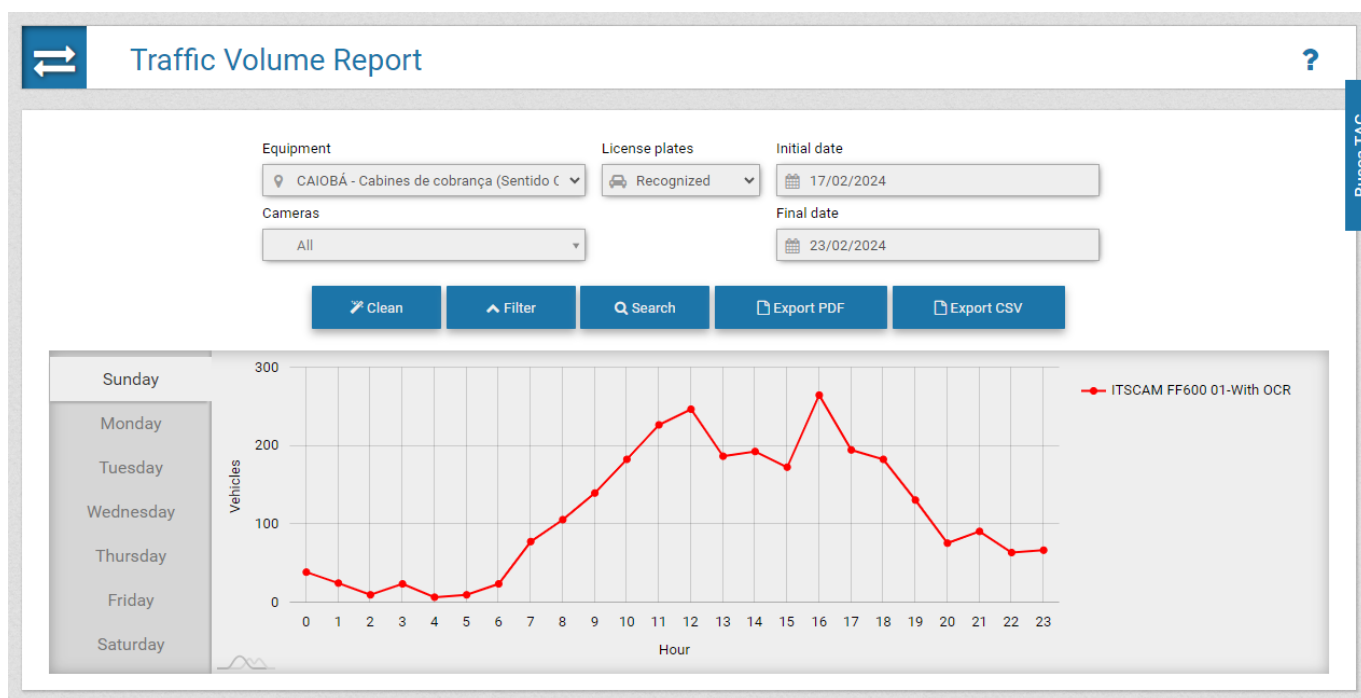 Traffic Volume Report
?
Busca TAC
Equipment
License plates
Initial date
CAIOBÁ - Cabines de cobrança (Sentido C
Recognized
17/02/2024
Cameras
Final date
All
23/02/2024
Clean
Filter
Search
Export PDF
Export CSV
Sunday
Monday
Tuesday
Wednesday
Thursday
Friday
Saturday
300
200
100
0
Vehicles
0 1 2 3 4 5 6 7 8 9 10 11 12 13 14 15 16 17 18 19 20 21 22 23
Hour
ITSCAM FF600 01-With OCR